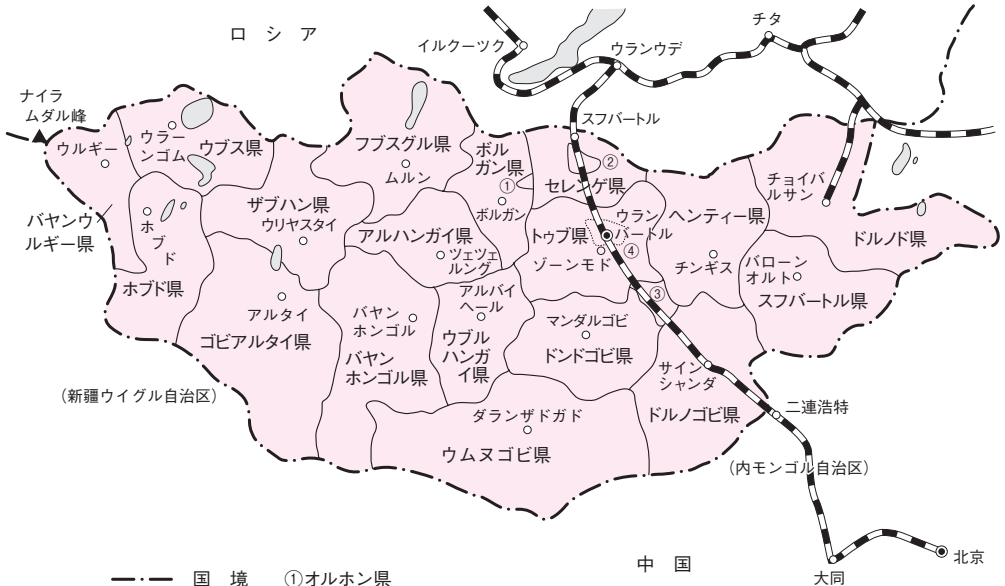 ロシア
イルクーツク
ウランウデ
チタ
ナイラ
ムダル峰
スフバートル
ウルギー
ウラー
ンゴム
ウブス県
フブスグル県
ムルン
ボル
ガン県
①
ボルガン
②
セレンゲ県
チョイバ
ルサン
バヤンウ
ルギー県
ホブド
ザブハン県
ウリヤスタイ
アルハンガイ県
ツェツェ
ルング
トゥブ県
ウラン
バートル
④
ゾーンモド
ヘンティー県
チンギス
バローン
オルト
ドルノド県
スフバートル県
ホブド県
アルタイ
ゴビアルタイ県
バヤン
ホンゴル
バヤン
ホンゴル県
アルバイ
ヘール
ウブル
ハンガ
イ県
マンダルゴビ
ドンドゴビ県
③
サイン
シャンダ
ドルノゴビ県
(新疆ウイグル自治区)
ダランザドガド
ウムヌゴビ県
二連浩特
(内モンゴル自治区)
中国
北京
大同
国境
①オルホン県